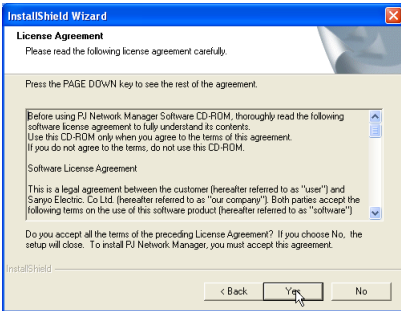 InstallShield Wizard
License Agreement
Please read the following license agreement carefully.
Press the PAGE DOWN key to see the rest of the agreement.
Before using PJ Network Manager Software CD-ROM, thoroughly read the following
software license agreement to fully understand its contents.
Use this CD-ROM only when you agree to the terms of this agreement.
If you do not agree to the terms, do not use this CD-ROM.
Software License Agreement
This is a legal agreement between the customer (hereafter referred to as "user") and
Sanyo Electric. Co Ltd. (hereafter referred to as "our company"). Both parties accept the
following terms on the use of this software product (hereafter referred to as "software")
Do you accept all the terms of the preceding License Agreement? If you choose No, the
setup will close. To install PJ Network Manager, you must accept this agreement.
InstallShield
< Back Yes No